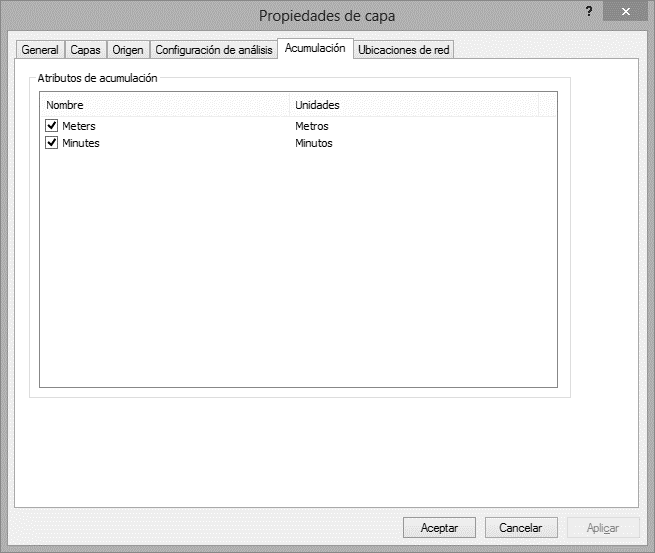 Propiedades de capa
?
General Capas Origen Configuración de análisis Acumulación Ubicaciones de red
Atributos de acumulación
Nombre Unidades
Meters Metros
Minutes Minutos
Aceptar Cancelar Aplicar